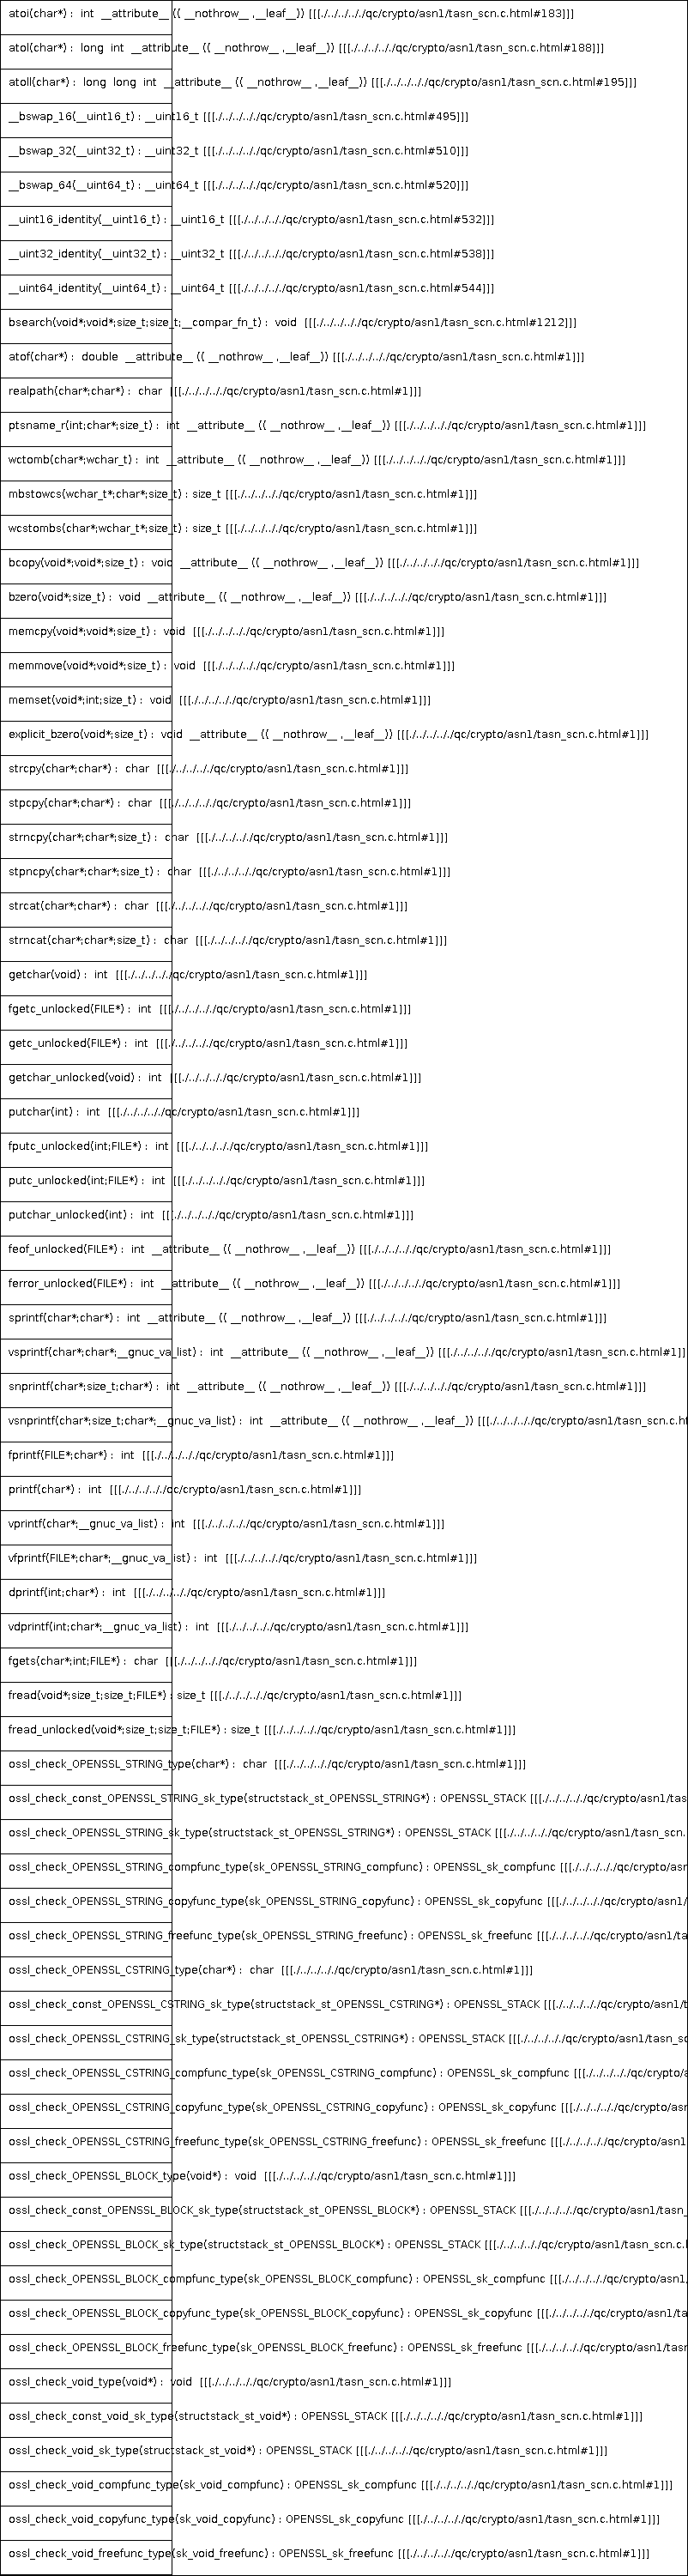 atoi(char*) :  int  __attribute__ (( __nothrow__ ,__leaf__)) [[[./../../../qc/crypto/asn1/tasn_scn.c.html#183]]]
atol(char*) :  long  int  __attribute__ (( __nothrow__ ,__leaf__)) [[[./../../../qc/crypto/asn1/tasn_scn.c.html#188]]]
atoll(char*) :  long  long  int  __attribute__ (( __nothrow__ ,__leaf__)) [[[./../../../qc/crypto/asn1/tasn_scn.c.html#195]]]
__bswap_16(__uint16_t) : __uint16_t [[[./../../../qc/crypto/asn1/tasn_scn.c.html#495]]]
__bswap_32(__uint32_t) : __uint32_t [[[./../../../qc/crypto/asn1/tasn_scn.c.html#510]]]
__bswap_64(__uint64_t) : __uint64_t [[[./../../../qc/crypto/asn1/tasn_scn.c.html#520]]]
__uint16_identity(__uint16_t) : __uint16_t [[[./../../../qc/crypto/asn1/tasn_scn.c.html#532]]]
__uint32_identity(__uint32_t) : __uint32_t [[[./../../../qc/crypto/asn1/tasn_scn.c.html#538]]]
__uint64_identity(__uint64_t) : __uint64_t [[[./../../../qc/crypto/asn1/tasn_scn.c.html#544]]]
bsearch(void*;void*;size_t;size_t;__compar_fn_t) :  void  [[[./../../../qc/crypto/asn1/tasn_scn.c.html#1212]]]
atof(char*) :  double  __attribute__ (( __nothrow__ ,__leaf__)) [[[./../../../qc/crypto/asn1/tasn_scn.c.html#1]]]
realpath(char*;char*) :  char  [[[./../../../qc/crypto/asn1/tasn_scn.c.html#1]]]
ptsname_r(int;char*;size_t) :  int  __attribute__ (( __nothrow__ ,__leaf__)) [[[./../../../qc/crypto/asn1/tasn_scn.c.html#1]]]
wctomb(char*;wchar_t) :  int  __attribute__ (( __nothrow__ ,__leaf__)) [[[./../../../qc/crypto/asn1/tasn_scn.c.html#1]]]
mbstowcs(wchar_t*;char*;size_t) : size_t [[[./../../../qc/crypto/asn1/tasn_scn.c.html#1]]]
wcstombs(char*;wchar_t*;size_t) : size_t [[[./../../../qc/crypto/asn1/tasn_scn.c.html#1]]]
bcopy(void*;void*;size_t) :  void  __attribute__ (( __nothrow__ ,__leaf__)) [[[./../../../qc/crypto/asn1/tasn_scn.c.html#1]]]
bzero(void*;size_t) :  void  __attribute__ (( __nothrow__ ,__leaf__)) [[[./../../../qc/crypto/asn1/tasn_scn.c.html#1]]]
memcpy(void*;void*;size_t) :  void  [[[./../../../qc/crypto/asn1/tasn_scn.c.html#1]]]
memmove(void*;void*;size_t) :  void  [[[./../../../qc/crypto/asn1/tasn_scn.c.html#1]]]
memset(void*;int;size_t) :  void  [[[./../../../qc/crypto/asn1/tasn_scn.c.html#1]]]
explicit_bzero(void*;size_t) :  void  __attribute__ (( __nothrow__ ,__leaf__)) [[[./../../../qc/crypto/asn1/tasn_scn.c.html#1]]]
strcpy(char*;char*) :  char  [[[./../../../qc/crypto/asn1/tasn_scn.c.html#1]]]
stpcpy(char*;char*) :  char  [[[./../../../qc/crypto/asn1/tasn_scn.c.html#1]]]
strncpy(char*;char*;size_t) :  char  [[[./../../../qc/crypto/asn1/tasn_scn.c.html#1]]]
stpncpy(char*;char*;size_t) :  char  [[[./../../../qc/crypto/asn1/tasn_scn.c.html#1]]]
strcat(char*;char*) :  char  [[[./../../../qc/crypto/asn1/tasn_scn.c.html#1]]]
strncat(char*;char*;size_t) :  char  [[[./../../../qc/crypto/asn1/tasn_scn.c.html#1]]]
getchar(void) :  int  [[[./../../../qc/crypto/asn1/tasn_scn.c.html#1]]]
fgetc_unlocked(FILE*) :  int  [[[./../../../qc/crypto/asn1/tasn_scn.c.html#1]]]
getc_unlocked(FILE*) :  int  [[[./../../../qc/crypto/asn1/tasn_scn.c.html#1]]]
getchar_unlocked(void) :  int  [[[./../../../qc/crypto/asn1/tasn_scn.c.html#1]]]
putchar(int) :  int  [[[./../../../qc/crypto/asn1/tasn_scn.c.html#1]]]
fputc_unlocked(int;FILE*) :  int  [[[./../../../qc/crypto/asn1/tasn_scn.c.html#1]]]
putc_unlocked(int;FILE*) :  int  [[[./../../../qc/crypto/asn1/tasn_scn.c.html#1]]]
putchar_unlocked(int) :  int  [[[./../../../qc/crypto/asn1/tasn_scn.c.html#1]]]
feof_unlocked(FILE*) :  int  __attribute__ (( __nothrow__ ,__leaf__)) [[[./../../../qc/crypto/asn1/tasn_scn.c.html#1]]]
ferror_unlocked(FILE*) :  int  __attribute__ (( __nothrow__ ,__leaf__)) [[[./../../../qc/crypto/asn1/tasn_scn.c.html#1]]]
sprintf(char*;char*) :  int  __attribute__ (( __nothrow__ ,__leaf__)) [[[./../../../qc/crypto/asn1/tasn_scn.c.html#1]]]
vsprintf(char*;char*;__gnuc_va_list) :  int  __attribute__ (( __nothrow__ ,__leaf__)) [[[./../../../qc/crypto/asn1/tasn_scn.c.html#1]]]
snprintf(char*;size_t;char*) :  int  __attribute__ (( __nothrow__ ,__leaf__)) [[[./../../../qc/crypto/asn1/tasn_scn.c.html#1]]]
vsnprintf(char*;size_t;char*;__gnuc_va_list) :  int  __attribute__ (( __nothrow__ ,__leaf__)) [[[./../../../qc/crypto/asn1/tasn_scn.c.ht
fprintf(FILE*;char*) :  int  [[[./../../../qc/crypto/asn1/tasn_scn.c.html#1]]]
printf(char*) :  int  [[[./../../../qc/crypto/asn1/tasn_scn.c.html#1]]]
vprintf(char*;__gnuc_va_list) :  int  [[[./../../../qc/crypto/asn1/tasn_scn.c.html#1]]]
vfprintf(FILE*;char*;__gnuc_va_list) :  int  [[[./../../../qc/crypto/asn1/tasn_scn.c.html#1]]]
dprintf(int;char*) :  int  [[[./../../../qc/crypto/asn1/tasn_scn.c.html#1]]]
vdprintf(int;char*;__gnuc_va_list) :  int  [[[./../../../qc/crypto/asn1/tasn_scn.c.html#1]]]
fgets(char*;int;FILE*) :  char  [[[./../../../qc/crypto/asn1/tasn_scn.c.html#1]]]
fread(void*;size_t;size_t;FILE*) : size_t [[[./../../../qc/crypto/asn1/tasn_scn.c.html#1]]]
fread_unlocked(void*;size_t;size_t;FILE*) : size_t [[[./../../../qc/crypto/asn1/tasn_scn.c.html#1]]]
ossl_check_OPENSSL_STRING_type(char*) :  char  [[[./../../../qc/crypto/asn1/tasn_scn.c.html#1]]]
ossl_check_const_OPENSSL_STRING_sk_type(structstack_st_OPENSSL_STRING*) : OPENSSL_STACK [[[./../../../qc/crypto/asn1/tas
ossl_check_OPENSSL_STRING_sk_type(structstack_st_OPENSSL_STRING*) : OPENSSL_STACK [[[./../../../qc/crypto/asn1/tasn_scn.
ossl_check_OPENSSL_STRING_compfunc_type(sk_OPENSSL_STRING_compfunc) : OPENSSL_sk_compfunc [[[./../../../qc/crypto/asn
ossl_check_OPENSSL_STRING_copyfunc_type(sk_OPENSSL_STRING_copyfunc) : OPENSSL_sk_copyfunc [[[./../../../qc/crypto/asn1/
ossl_check_OPENSSL_STRING_freefunc_type(sk_OPENSSL_STRING_freefunc) : OPENSSL_sk_freefunc [[[./../../../qc/crypto/asn1/ta
ossl_check_OPENSSL_CSTRING_type(char*) :  char  [[[./../../../qc/crypto/asn1/tasn_scn.c.html#1]]]
ossl_check_const_OPENSSL_CSTRING_sk_type(structstack_st_OPENSSL_CSTRING*) : OPENSSL_STACK [[[./../../../qc/crypto/asn1/t
ossl_check_OPENSSL_CSTRING_sk_type(structstack_st_OPENSSL_CSTRING*) : OPENSSL_STACK [[[./../../../qc/crypto/asn1/tasn_sc
ossl_check_OPENSSL_CSTRING_compfunc_type(sk_OPENSSL_CSTRING_compfunc) : OPENSSL_sk_compfunc [[[./../../../qc/crypto/a
ossl_check_OPENSSL_CSTRING_copyfunc_type(sk_OPENSSL_CSTRING_copyfunc) : OPENSSL_sk_copyfunc [[[./../../../qc/crypto/asn
ossl_check_OPENSSL_CSTRING_freefunc_type(sk_OPENSSL_CSTRING_freefunc) : OPENSSL_sk_freefunc [[[./../../../qc/crypto/asn1
ossl_check_OPENSSL_BLOCK_type(void*) :  void  [[[./../../../qc/crypto/asn1/tasn_scn.c.html#1]]]
ossl_check_const_OPENSSL_BLOCK_sk_type(structstack_st_OPENSSL_BLOCK*) : OPENSSL_STACK [[[./../../../qc/crypto/asn1/tasn_
ossl_check_OPENSSL_BLOCK_sk_type(structstack_st_OPENSSL_BLOCK*) : OPENSSL_STACK [[[./../../../qc/crypto/asn1/tasn_scn.c.
ossl_check_OPENSSL_BLOCK_compfunc_type(sk_OPENSSL_BLOCK_compfunc) : OPENSSL_sk_compfunc [[[./../../../qc/crypto/asn1/
ossl_check_OPENSSL_BLOCK_copyfunc_type(sk_OPENSSL_BLOCK_copyfunc) : OPENSSL_sk_copyfunc [[[./../../../qc/crypto/asn1/ta
ossl_check_OPENSSL_BLOCK_freefunc_type(sk_OPENSSL_BLOCK_freefunc) : OPENSSL_sk_freefunc [[[./../../../qc/crypto/asn1/tasn
ossl_check_void_type(void*) :  void  [[[./../../../qc/crypto/asn1/tasn_scn.c.html#1]]]
ossl_check_const_void_sk_type(structstack_st_void*) : OPENSSL_STACK [[[./../../../qc/crypto/asn1/tasn_scn.c.html#1]]]
ossl_check_void_sk_type(structstack_st_void*) : OPENSSL_STACK [[[./../../../qc/crypto/asn1/tasn_scn.c.html#1]]]
ossl_check_void_compfunc_type(sk_void_compfunc) : OPENSSL_sk_compfunc [[[./../../../qc/crypto/asn1/tasn_scn.c.html#1]]]
ossl_check_void_copyfunc_type(sk_void_copyfunc) : OPENSSL_sk_copyfunc [[[./../../../qc/crypto/asn1/tasn_scn.c.html#1]]]
ossl_check_void_freefunc_type(sk_void_freefunc) : OPENSSL_sk_freefunc [[[./../../../qc/crypto/asn1/tasn_scn.c.html#1]]]